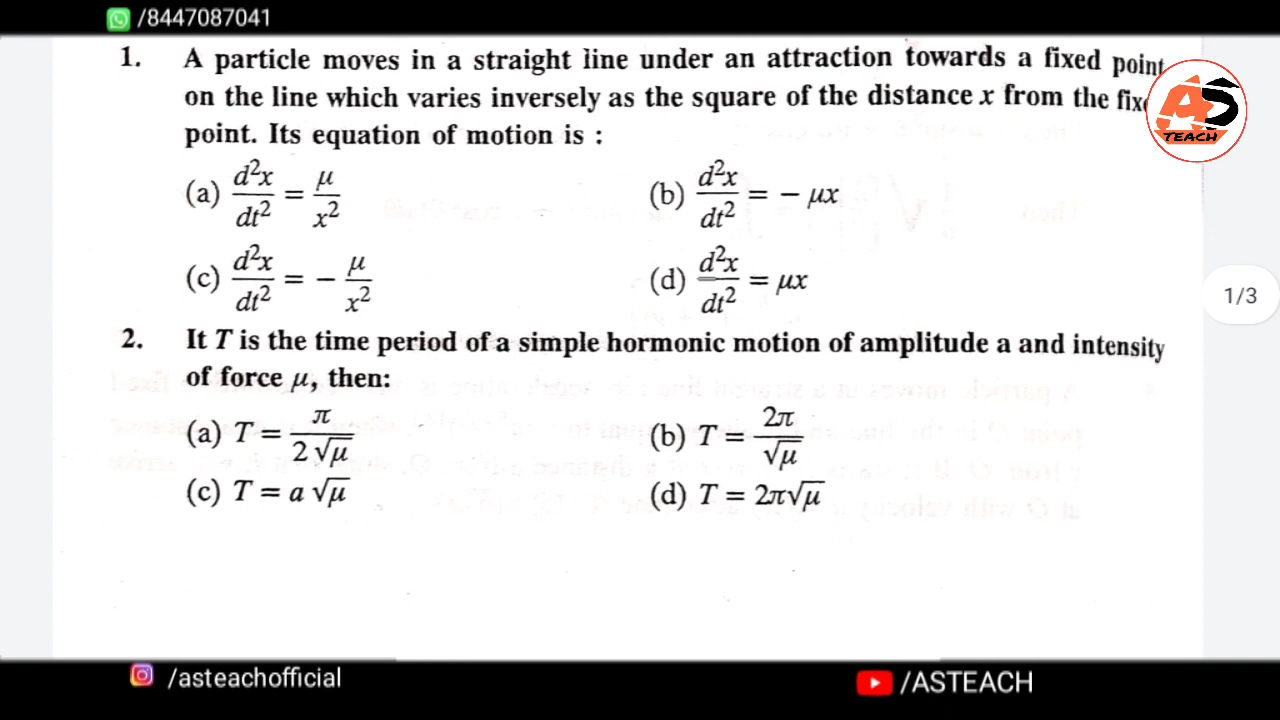 /8447087041
1. A particle moves in a straight line under an attraction towards a fixed point
on the line which varies inversely as the square of the distance x from the
point. Its equation of motion is :
(a) d²x/dt² = μ/x² (b) d²x/dt² = − μx
(c) d²x/dt² = − μ/x² (d) d²x/dt² = μx
2. It T is the time period of a simple hormonic motion of amplitude a and intensity
of force μ, then:
(a) T = π/2√μ (b) T = 2π/√μ
(c) T = a √μ (d) T = 2π√μ
AS
TEACH
1/3
/asteachofficial
/ASTEACH